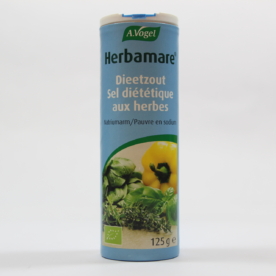 A.Vogel
Herbamare®
Dieetzout
Sel diététique
aux herbes
Natriumarm/Pauvre en sodium
125g e